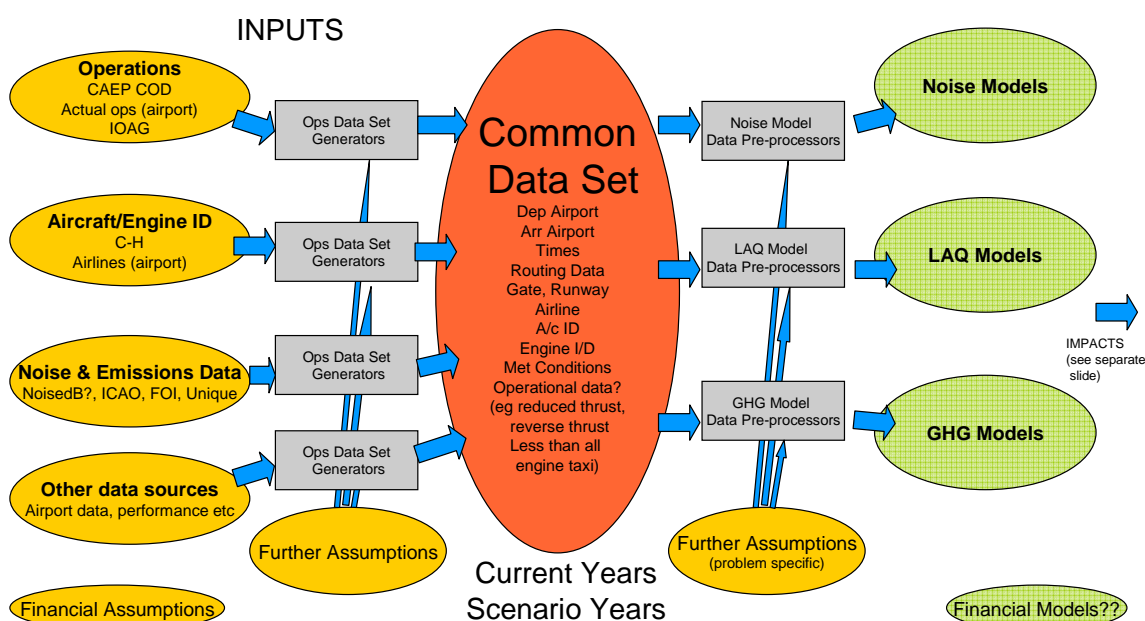 INPUTS
Operations
CAEP COD
Actual ops (airport)
IOAG
Aircraft/Engine ID
C-H
Airlines (airport)
Noise & Emissions Data
NoisedB?, ICAO, FOI, Unique
Other data sources
Airport data, performance etc
Financial Assumptions
Ops Data Set
Generators
Ops Data Set
Generators
Ops Data Set
Generators
Ops Data Set
Generators
Further Assumptions
Common
Data Set
Dep Airport
Arr Airport
Times
Routing Data
Gate, Runway
Airline
A/c ID
Engine I/D
Met Conditions
Operational data?
(eg reduced thrust,
reverse thrust
Less than all
engine taxi)
Current Years
Scenario Years
Noise Model
Data Pre-processors
LAQ Model
Data Pre-processors
GHG Model
Data Pre-processors
Further Assumptions
(problem specific)
Noise Models
LAQ Models
GHG Models
Financial Models??
IMPACTS
(see separate
slide)